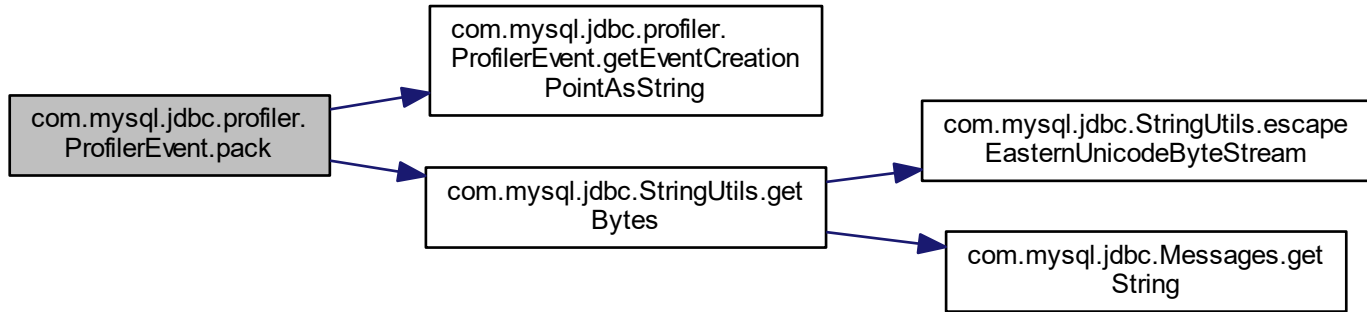 com.mysql.jdbc.profiler.
ProfilerEvent.pack
com.mysql.jdbc.profiler.
ProfilerEvent.getEventCreation
PointAsString
com.mysql.jdbc.StringUtils.get
Bytes
com.mysql.jdbc.StringUtils.escape
EasternUnicodeByteStream
com.mysql.jdbc.Messages.get
String